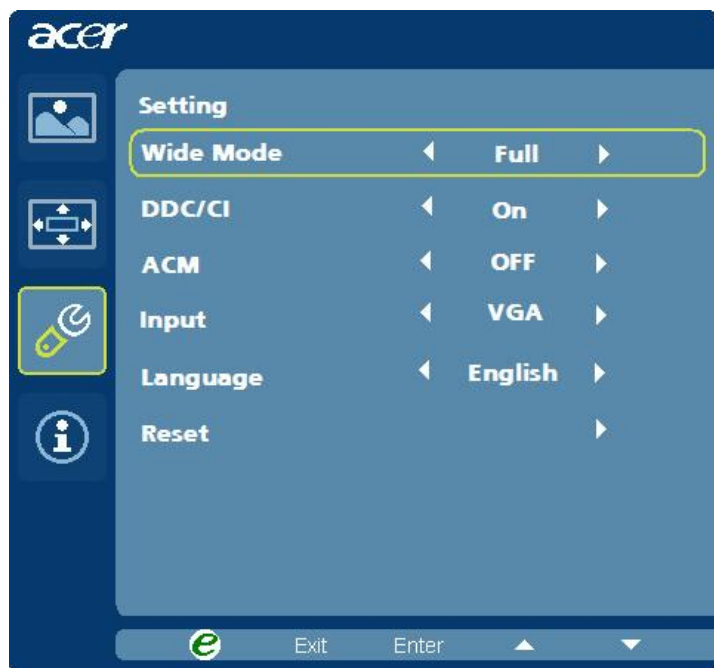 acer
Setting
Wide Mode Full
DDC/CI On
ACM OFF
Input VGA
Language English
Reset
e Exit Enter